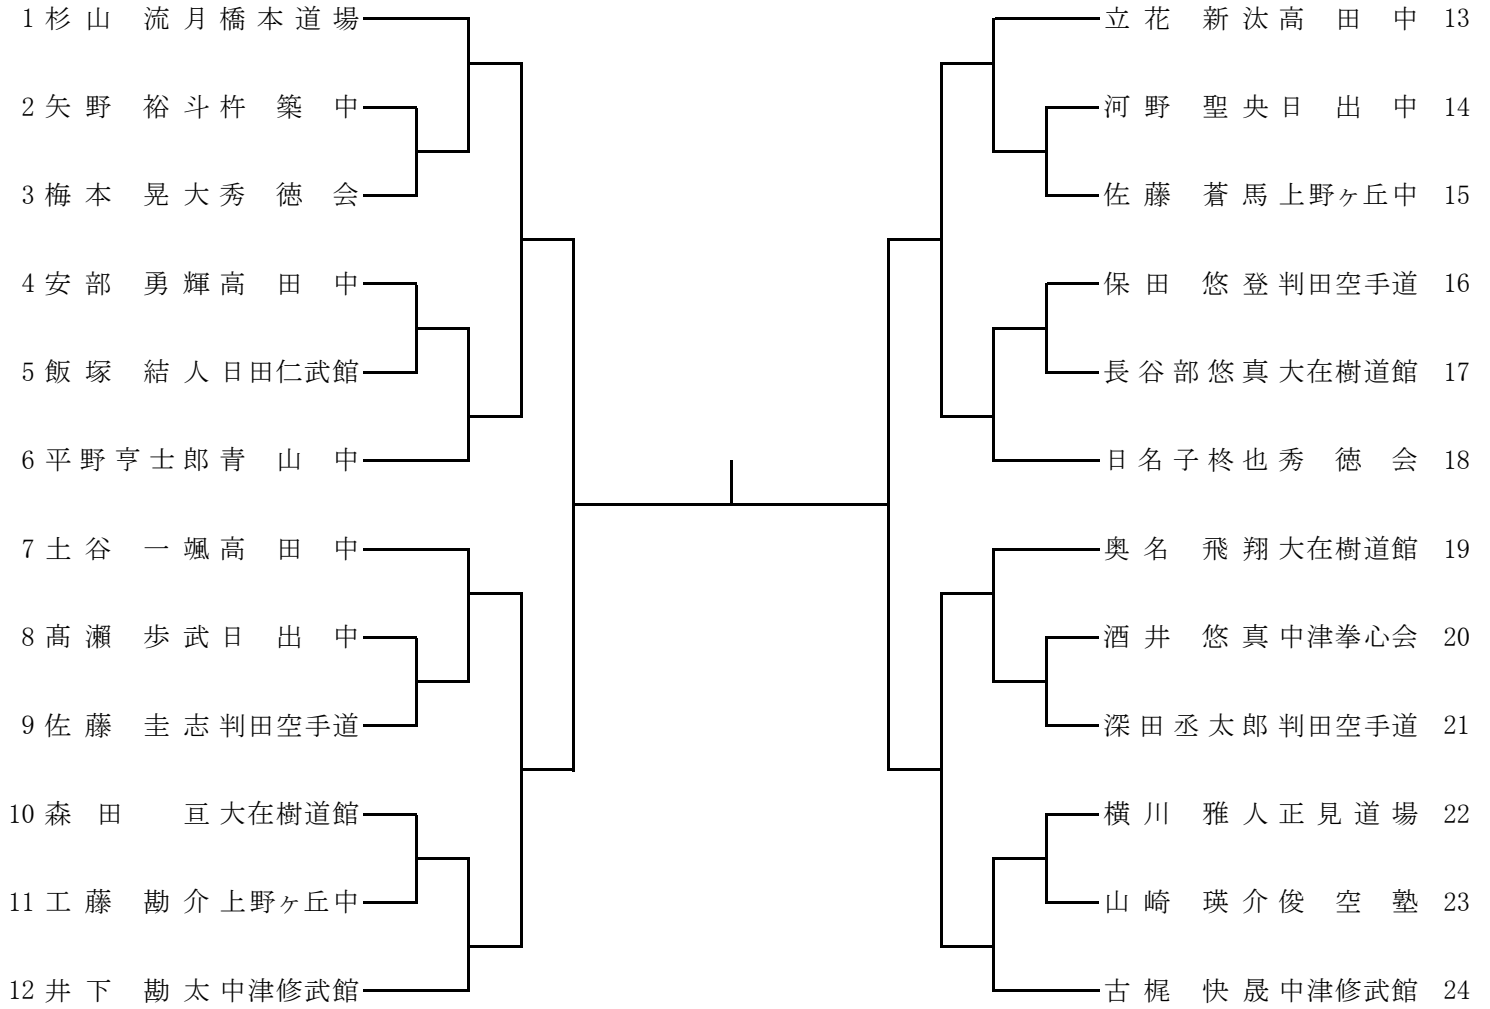 1 杉山 流月 橋本道場
2 矢野 裕斗 杵築中
3 梅本 晃大 秀徳会
4 安部 勇輝 高田中
5 飯塚 結人 日田仁武館
6 平野亨士郎 青山中
7 土谷 一颯 高田中
8 髙瀨 歩武 日出中
9 佐藤 圭志 判田空手道
10 森田 亘 大在樹道館
11 工藤 勘介 上野ヶ丘中
12 井下 勘太 中津修武館
立花 新汰 高田中 13
河野 聖央 日出中 14
佐藤 蒼馬 上野ヶ丘中 15
保田 悠登 判田空手道 16
長谷部悠真 大在樹道館 17
日名子柊也 秀徳会 18
奥名 飛翔 大在樹道館 19
酒井 悠真 中津拳心会 20
深田丞太郎 判田空手道 21
横川 雅人 正見道場 22
山崎 瑛介 俊空塾 23
古梶 快晟 中津修武館 24